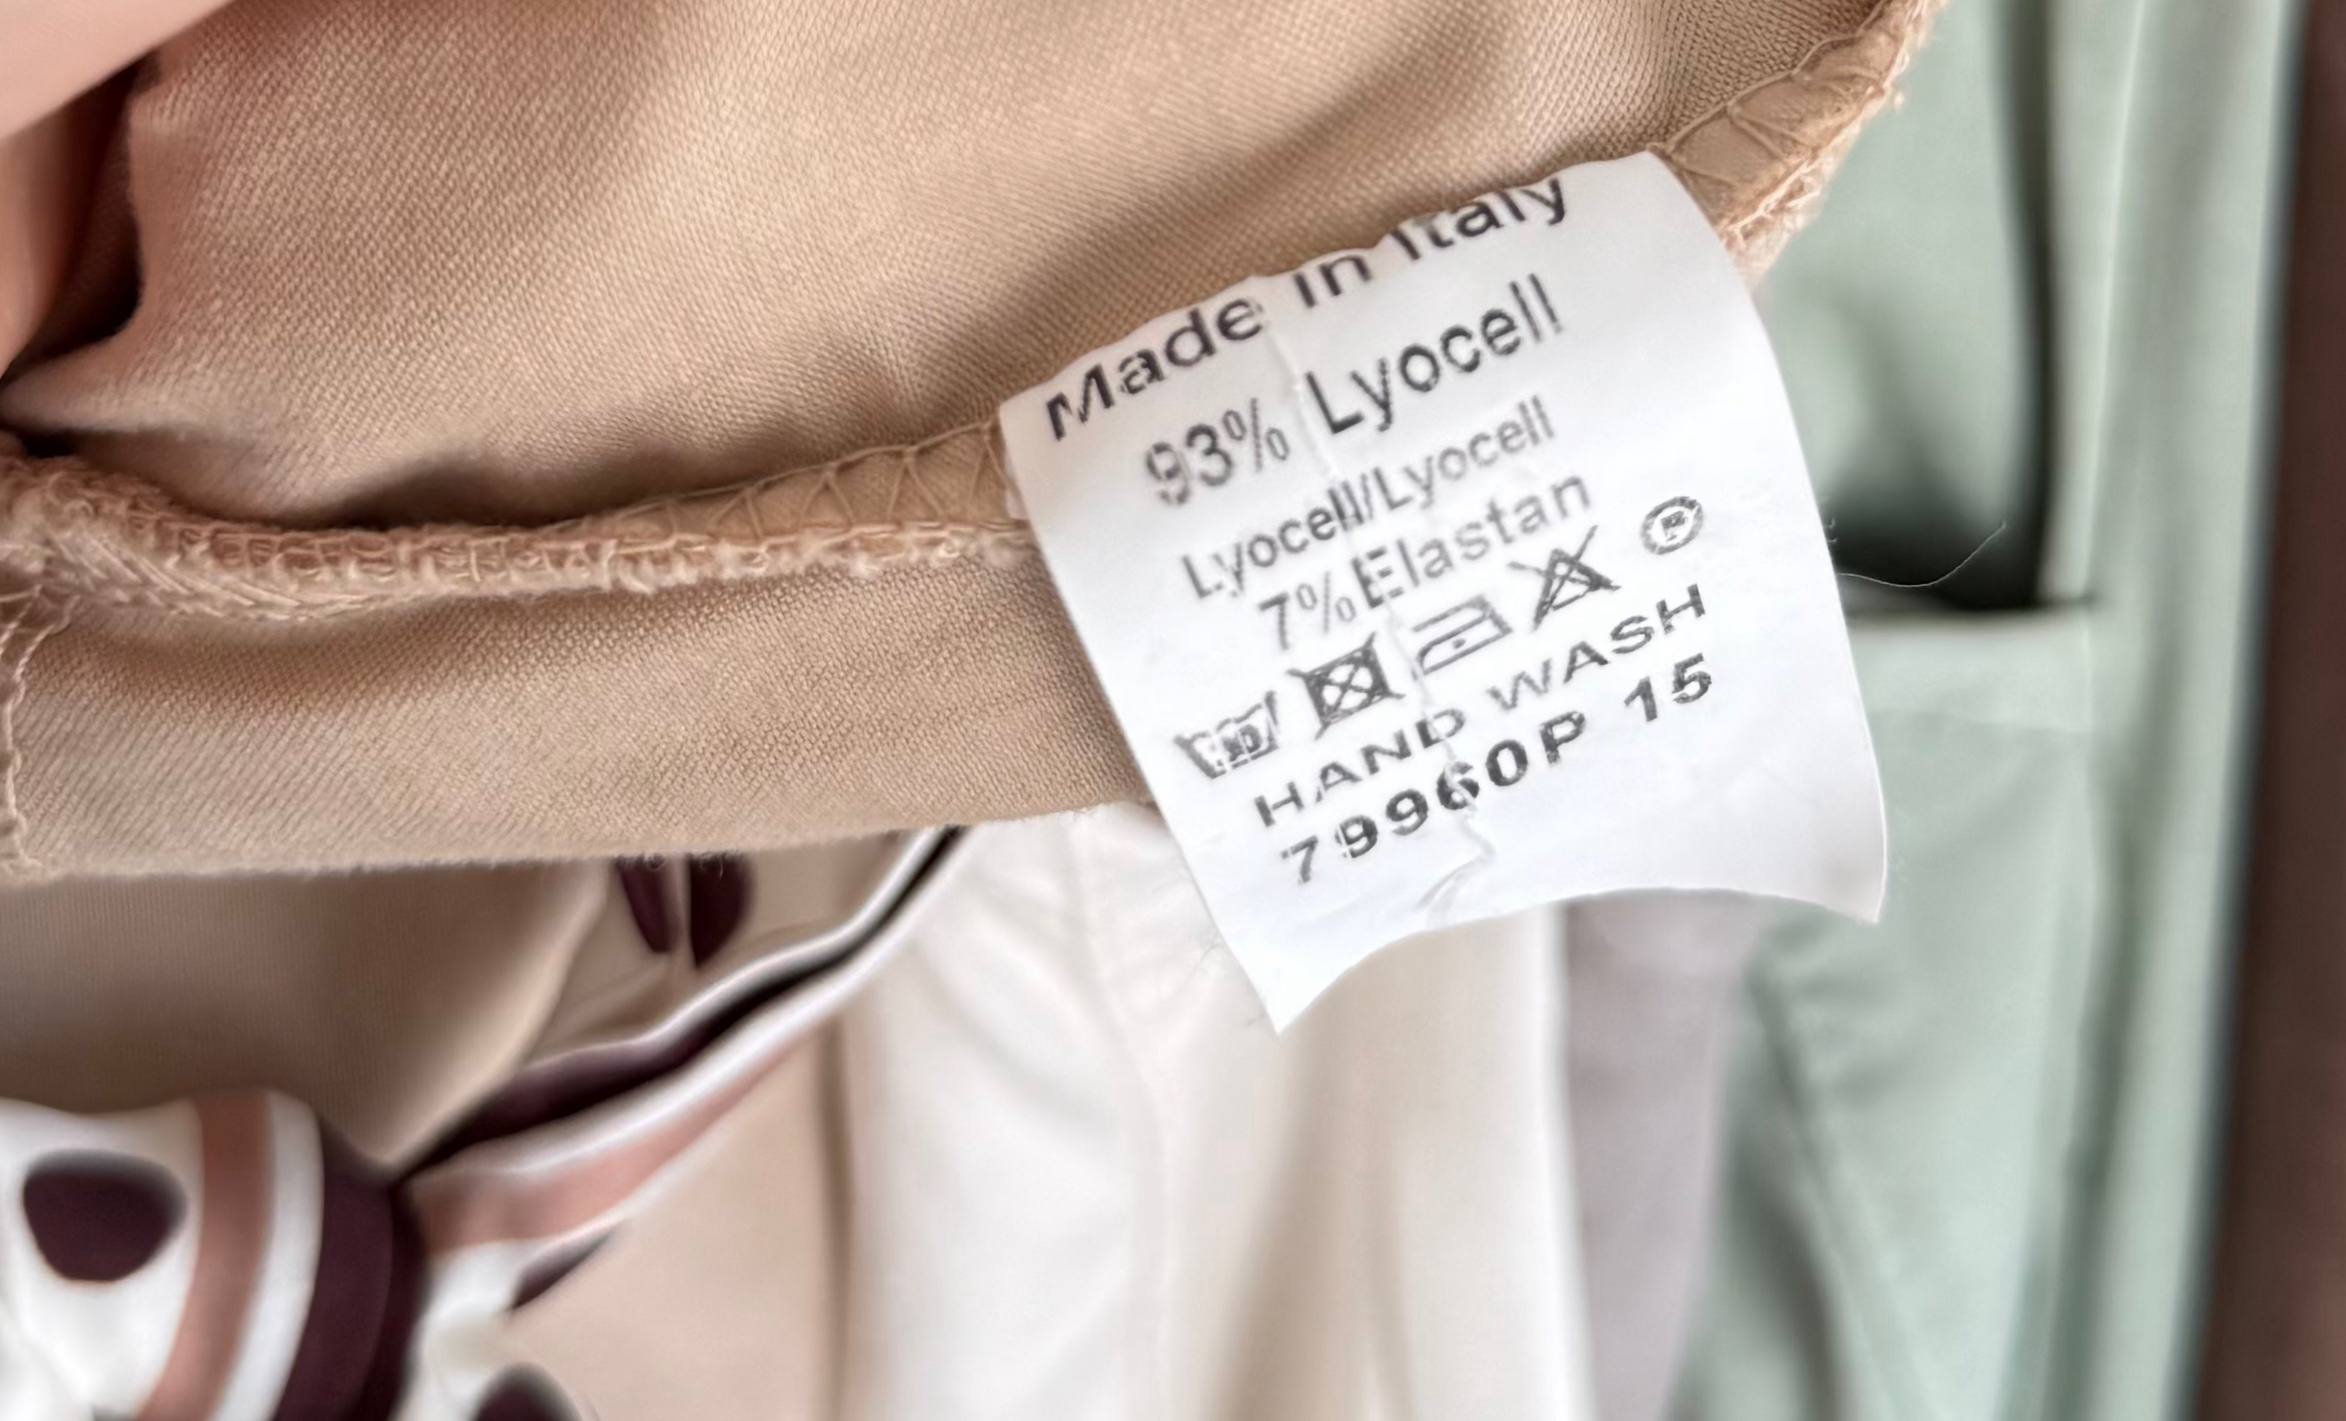 Made in Italy
93% Lyocell
Lyocell/Lyocell
7%Elastan
P
HAND WASH
79960P 15